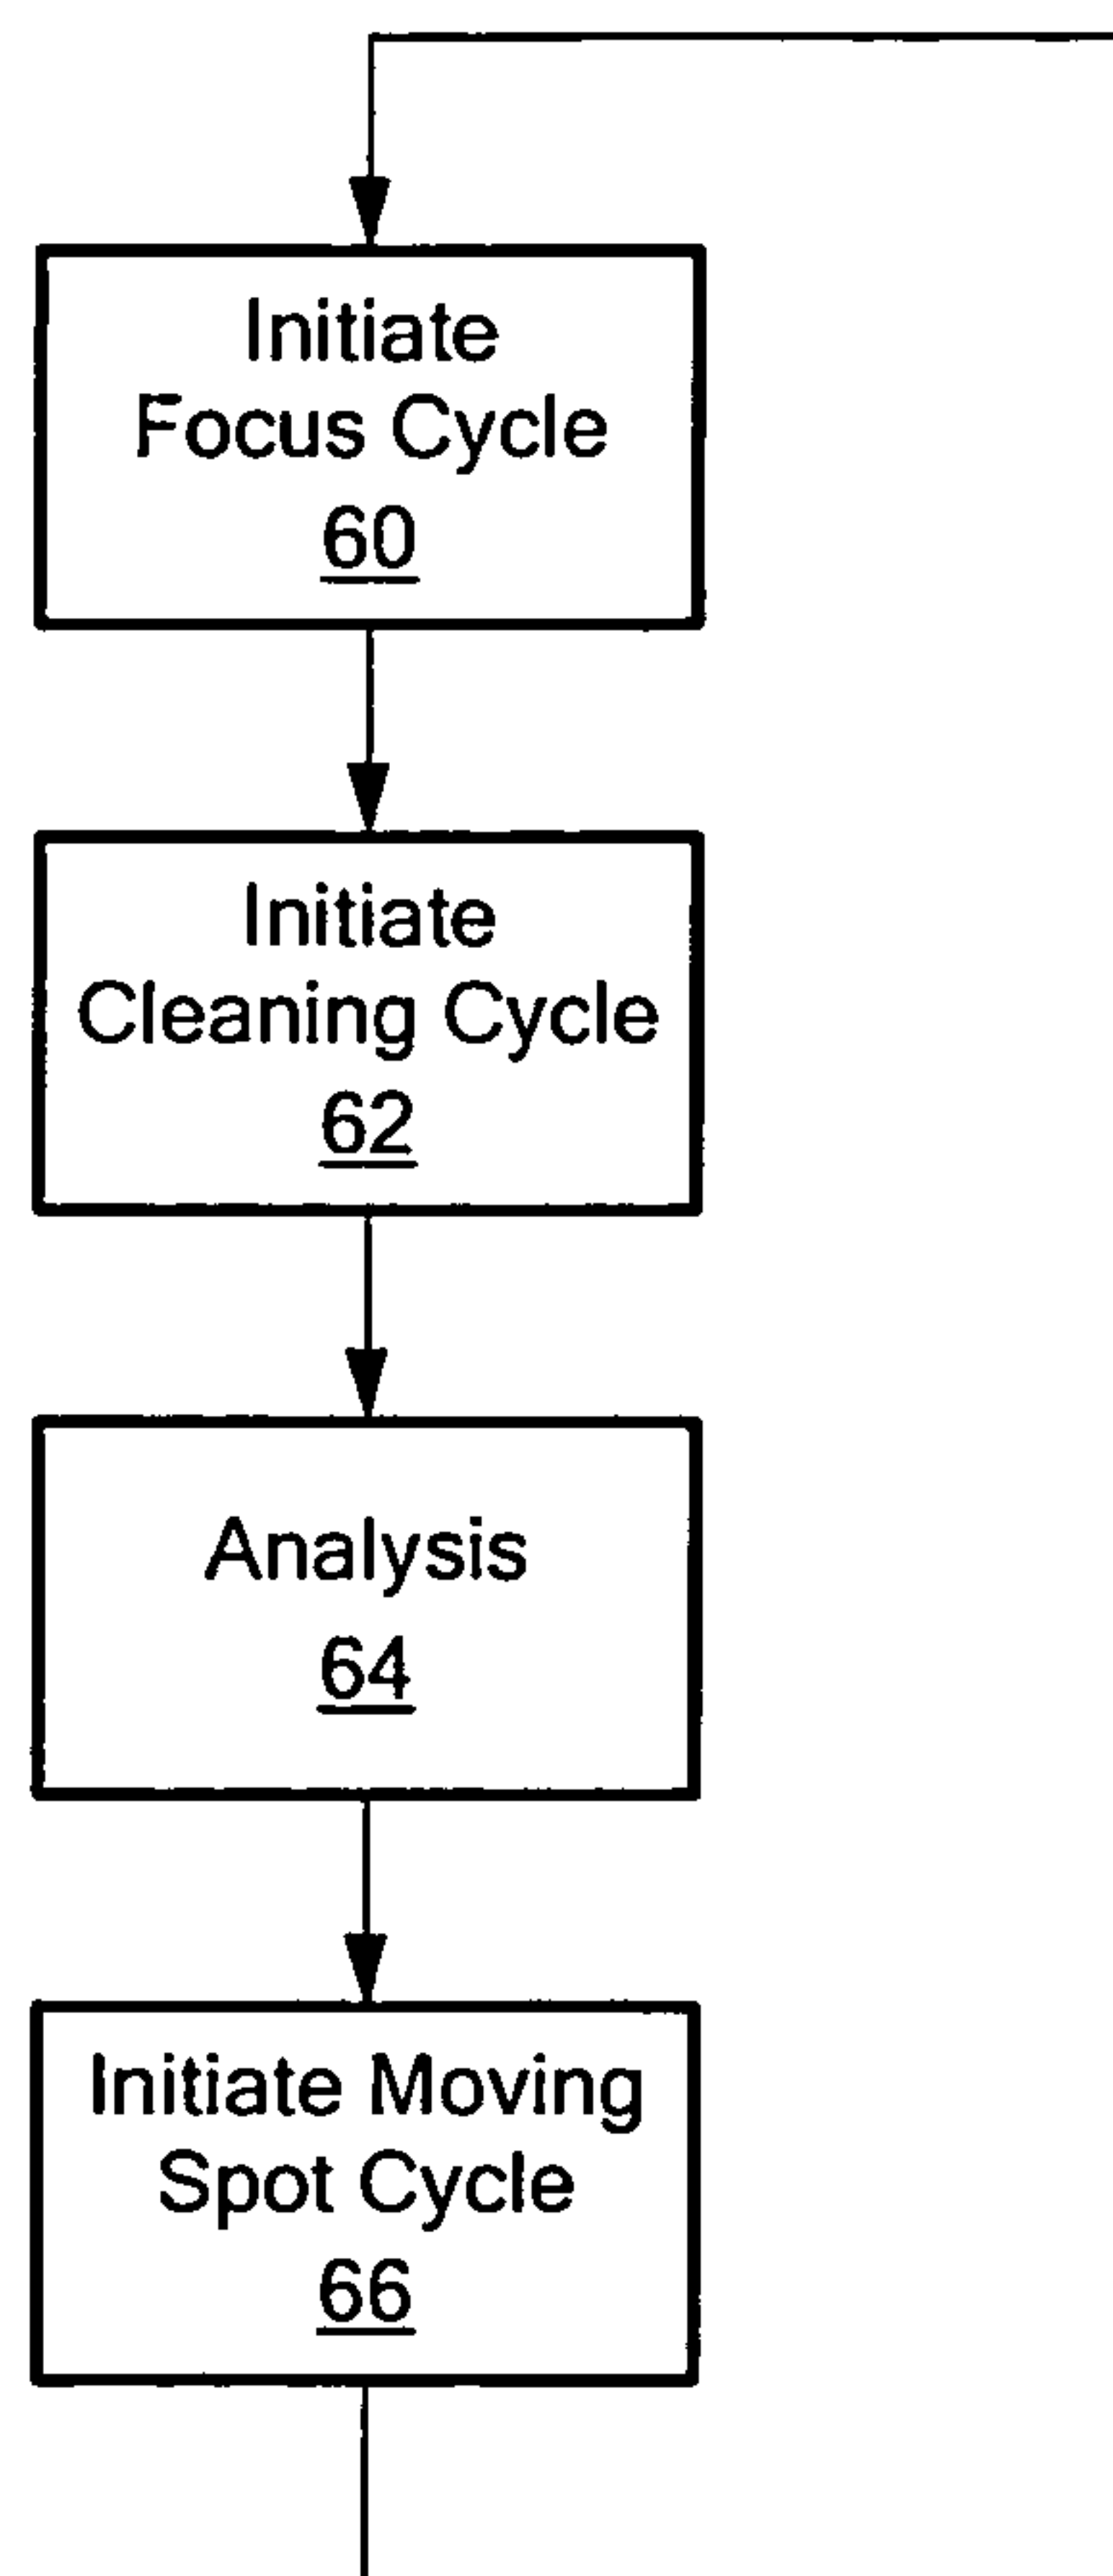 Initiate
Focus Cycle
60
Initiate
Cleaning Cycle
62
Analysis
64
Initiate Moving
Spot Cycle
66